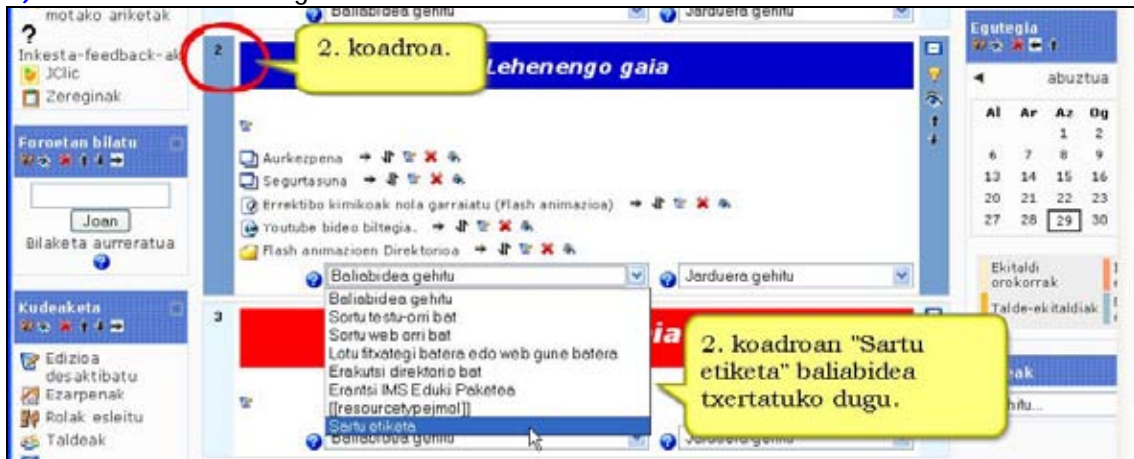 motako ariketak
?
Inkesta-feedback-ak
JClic
Zereginak
Foroetan bilatu
Joan
Bilaketa aurreratua
Kudeaketa
Edizioa
desaktibatu
Ezarpenak
Rolak esleitu
Taldeak
Baliabidea gehitu
Jarduera gehitu
2
2. koadroa.
Lehenengo gaia
Aurkezpena
Segurtasuna
Errektibo kimikoak nola garraiatu (Flash animazioa)
Youtube bideo biltegia.
Flash animazioen Direktorioa
Baliabidea gehitu
Jarduera gehitu
Baliabidea gehitu
Sortu testu-orri bat
Sortu web orri bat
Lotu fitxategi batera edo web gune batera
Erakutsi direktorio bat
Erantsi IMS Eduki Paketea
[[resourcetypejmol]]
Sartu etiketa
3
ia
2. koadroan "Sartu
etiketa" baliabidea
txertatuko dugu.
Baliabidea gehitu
Jarduera gehitu
Egutegia
abuztua
Al Ar Az Og
1 2
6 7 8 9
13 14 15 16
20 21 22 23
27 28 29 30
Ekitaldi
orokorrak
Talde-ekitaldiak